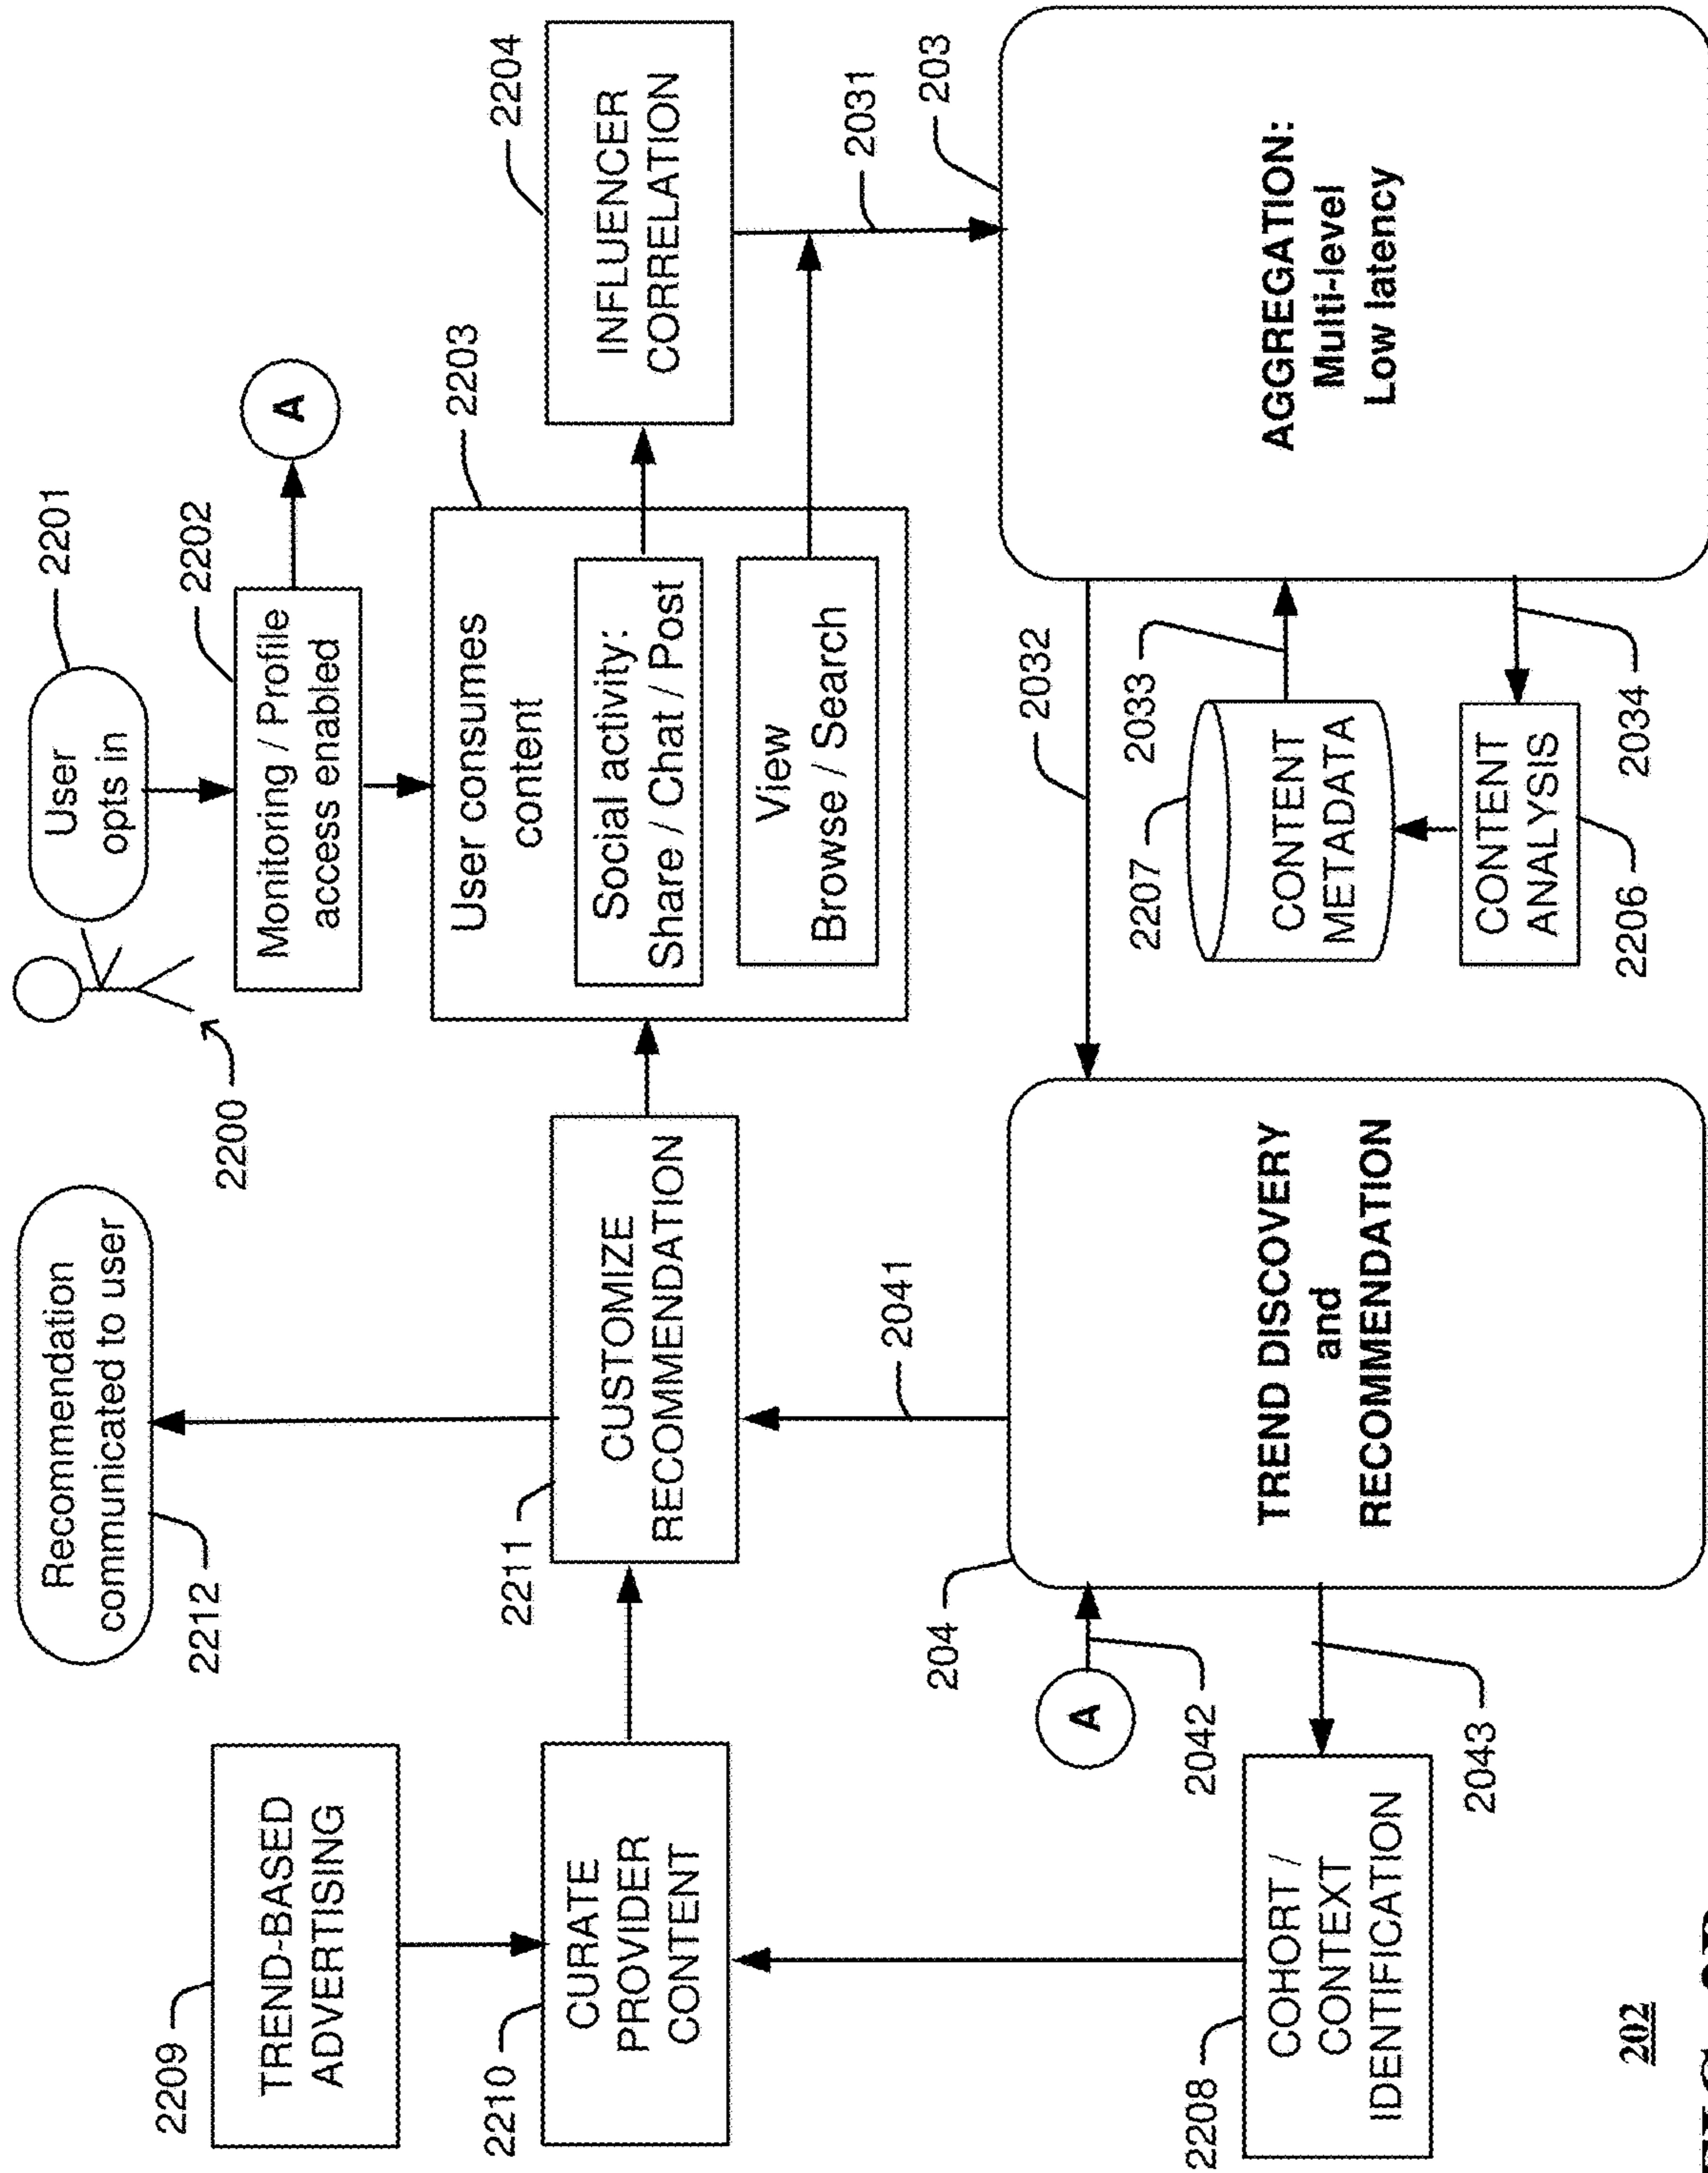 Recommendation
communicated to user
2212
User
opts in
2201
2200
2202
Monitoring / Profile
access enabled
A
2209
TREND-BASED
ADVERTISING
2210
CURATE
PROVIDER
CONTENT
2211
CUSTOMIZE
RECOMMENDATION
2203
User consumes
content
Social activity:
Share / Chat / Post
View
Browse / Search
2204
INFLUENCER
CORRELATION
2031
203
2041
204
2032
A
2042
2043
2208
COHORT /
CONTEXT
IDENTIFICATION
TREND DISCOVERY
and
RECOMMENDATION
2207
2033
CONTENT
METADATA
CONTENT
ANALYSIS
2206
2034
AGGREGATION:
Multi-level
Low latency
202